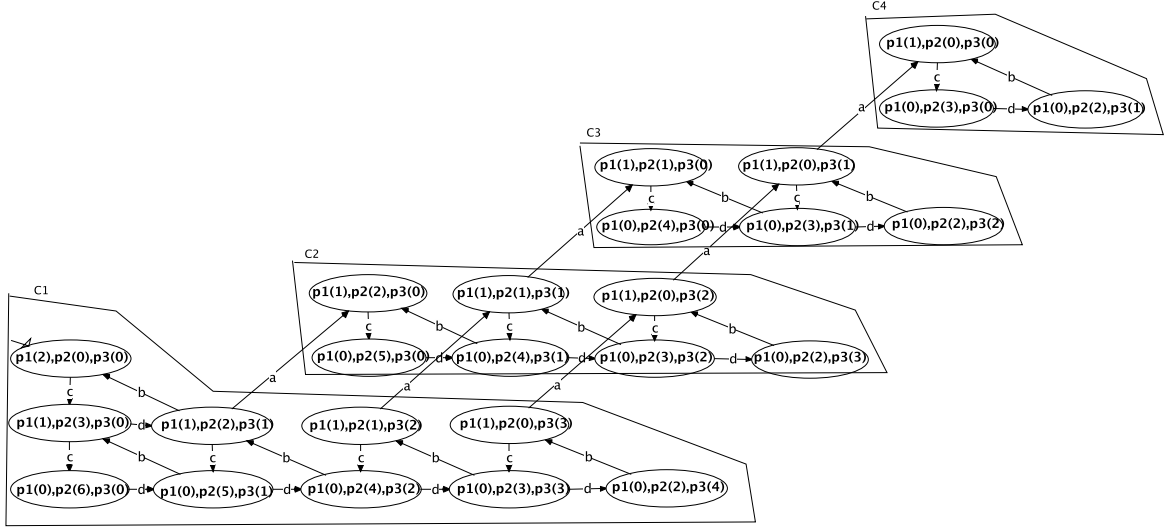 C4
p1(1),p2(0),p3(0)
c
b
a
p1(0),p2(3),p3(0)
d
p1(0),p2(2),p3(1)
C3
p1(1),p2(1),p3(0)
p1(1),p2(0),p3(1)
c
b
c
b
a
p1(0),p2(4),p3(0)
d
p1(0),p2(3),p3(1)
d
p1(0),p2(2),p3(2)
a
C2
p1(1),p2(2),p3(0)
p1(1),p2(1),p3(1)
p1(1),p2(0),p3(2)
c
b
c
b
c
b
p1(0),p2(5),p3(0)
d
p1(0),p2(4),p3(1)
d
p1(0),p2(3),p3(2)
d
p1(0),p2(2),p3(3)
C1
p1(2),p2(0),p3(0)
a
a
a
c
b
p1(1),p2(3),p3(0)
d
p1(1),p2(2),p3(1)
p1(1),p2(1),p3(2)
p1(1),p2(0),p3(3)
c
b
c
b
c
b
c
b
p1(0),p2(6),p3(0)
d
p1(0),p2(5),p3(1)
d
p1(0),p2(4),p3(2)
d
p1(0),p2(3),p3(3)
d
p1(0),p2(2),p3(4)